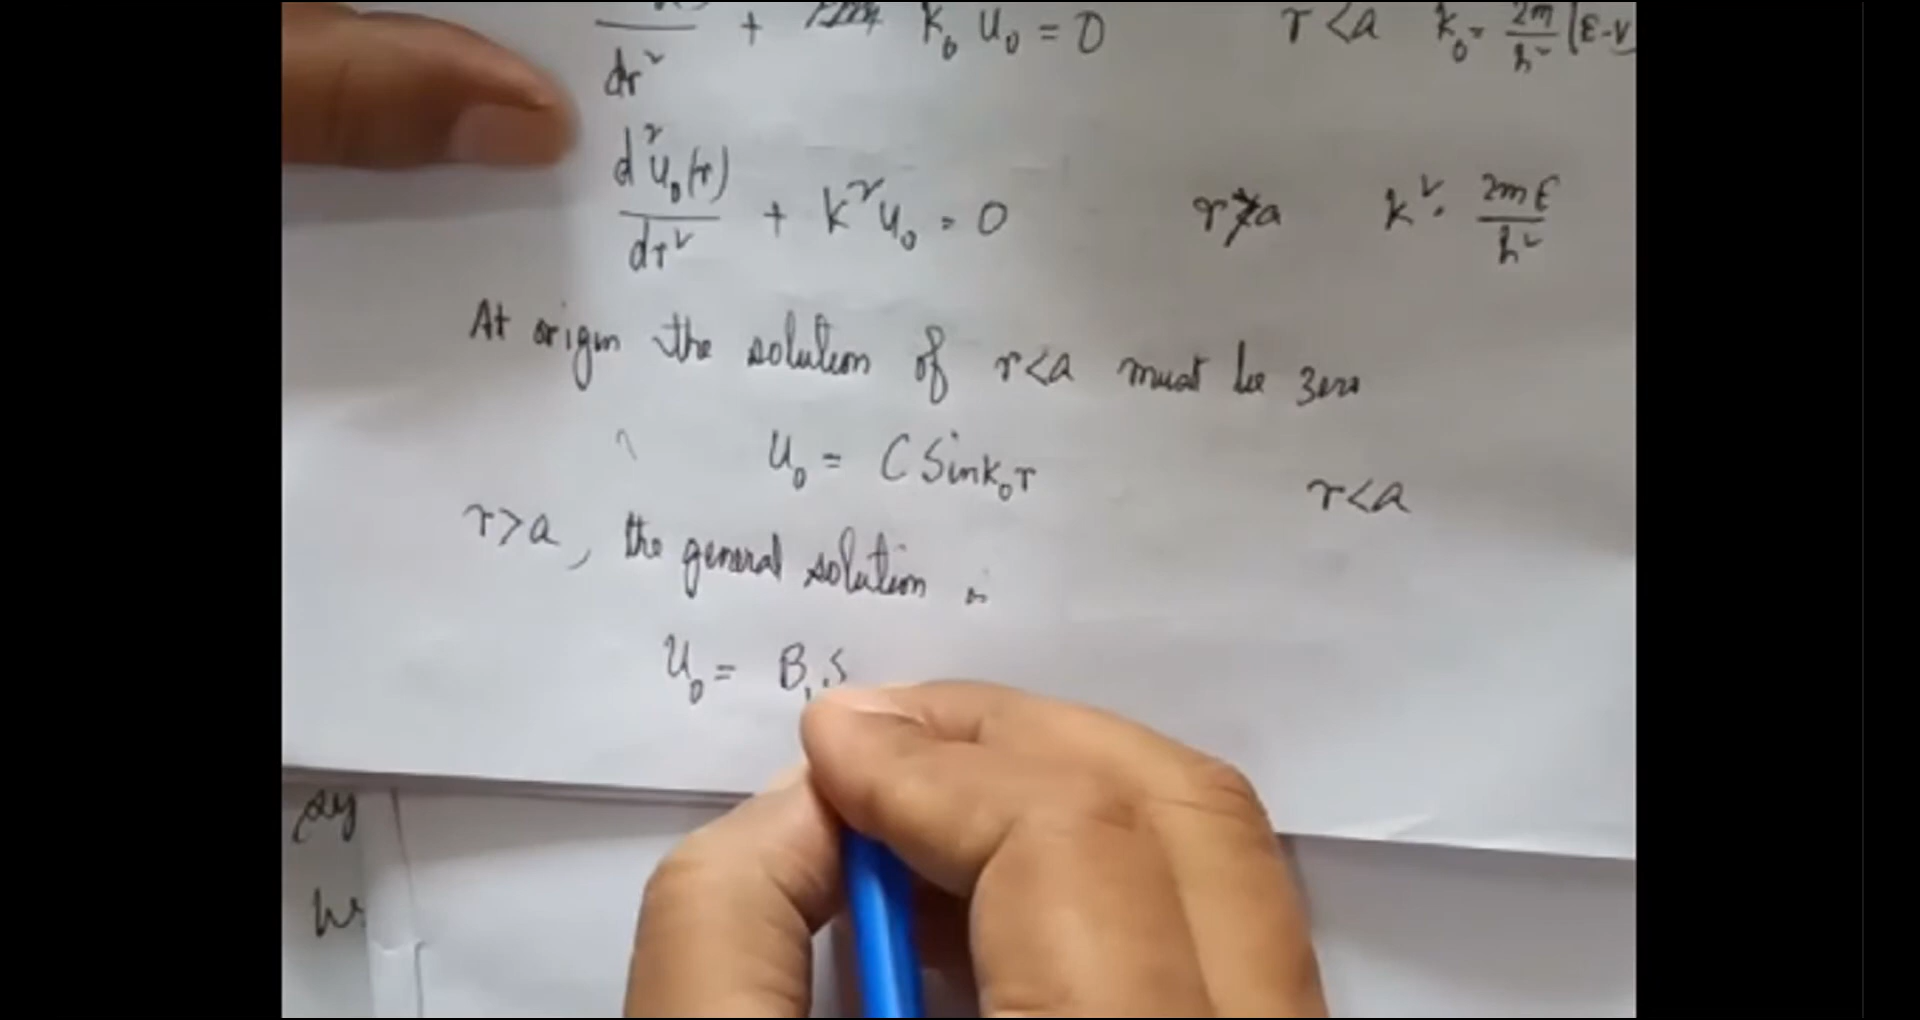 dr² + k₀ u₀ = 0 r < a k₀ = 2m/ħ² (E-V
d²u₀(r)/dr² + k² u₀ = 0 r > a k² = 2mE/ħ²
At origin the solution of r<a must be zero
u₀ = C Sin k₀r r<a
r>a, the general solution is
u₀ = B₁ S